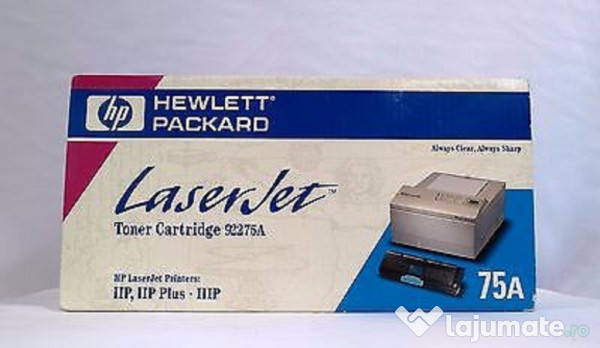 hp
HEWLETT®
PACKARD
Always Clear, Always Sharp
LaserJet™
Toner Cartridge 92275A
HP LaserJet Printers:
IIP, IIP Plus · IIIP
75A
lajumate.ro